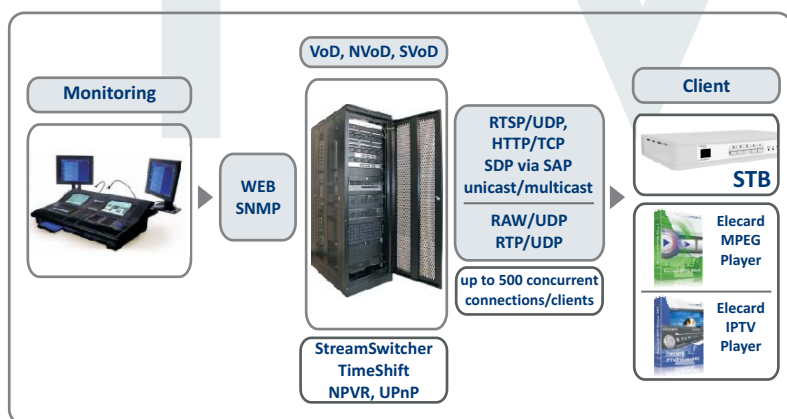 Monitoring
WEB
SNMP
VoD, NVoD, SVoD
StreamSwitcher
TimeShift
NPVR, UPnP
RTSP/UDP,
HTTP/TCP
SDP via SAP
unicast/multicast
RAW/UDP
RTP/UDP
up to 500 concurrent
connections/clients
Client
STB
Elecard
MPEG
Player
Elecard
IPTV
Player